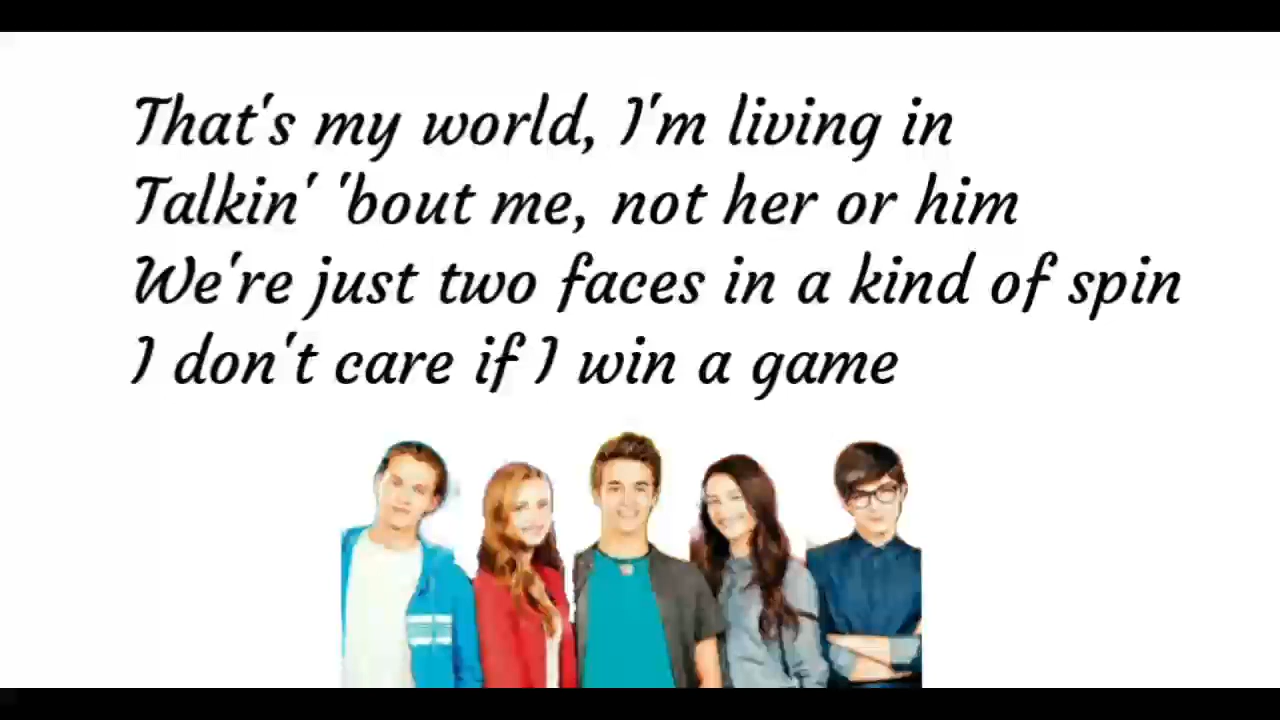 That's my world, I'm living in
Talkin' 'bout me, not her or him
We're just two faces in a kind of spin
I don't care if I win a game